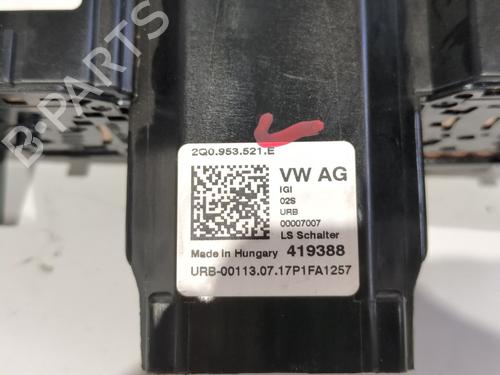 2Q0.953.521.E
VW AG
IGI
02S
URB
00007007
LS Schalter
Made in Hungary 419388
URB-00113.07.17P1FA1257
B-PARTS